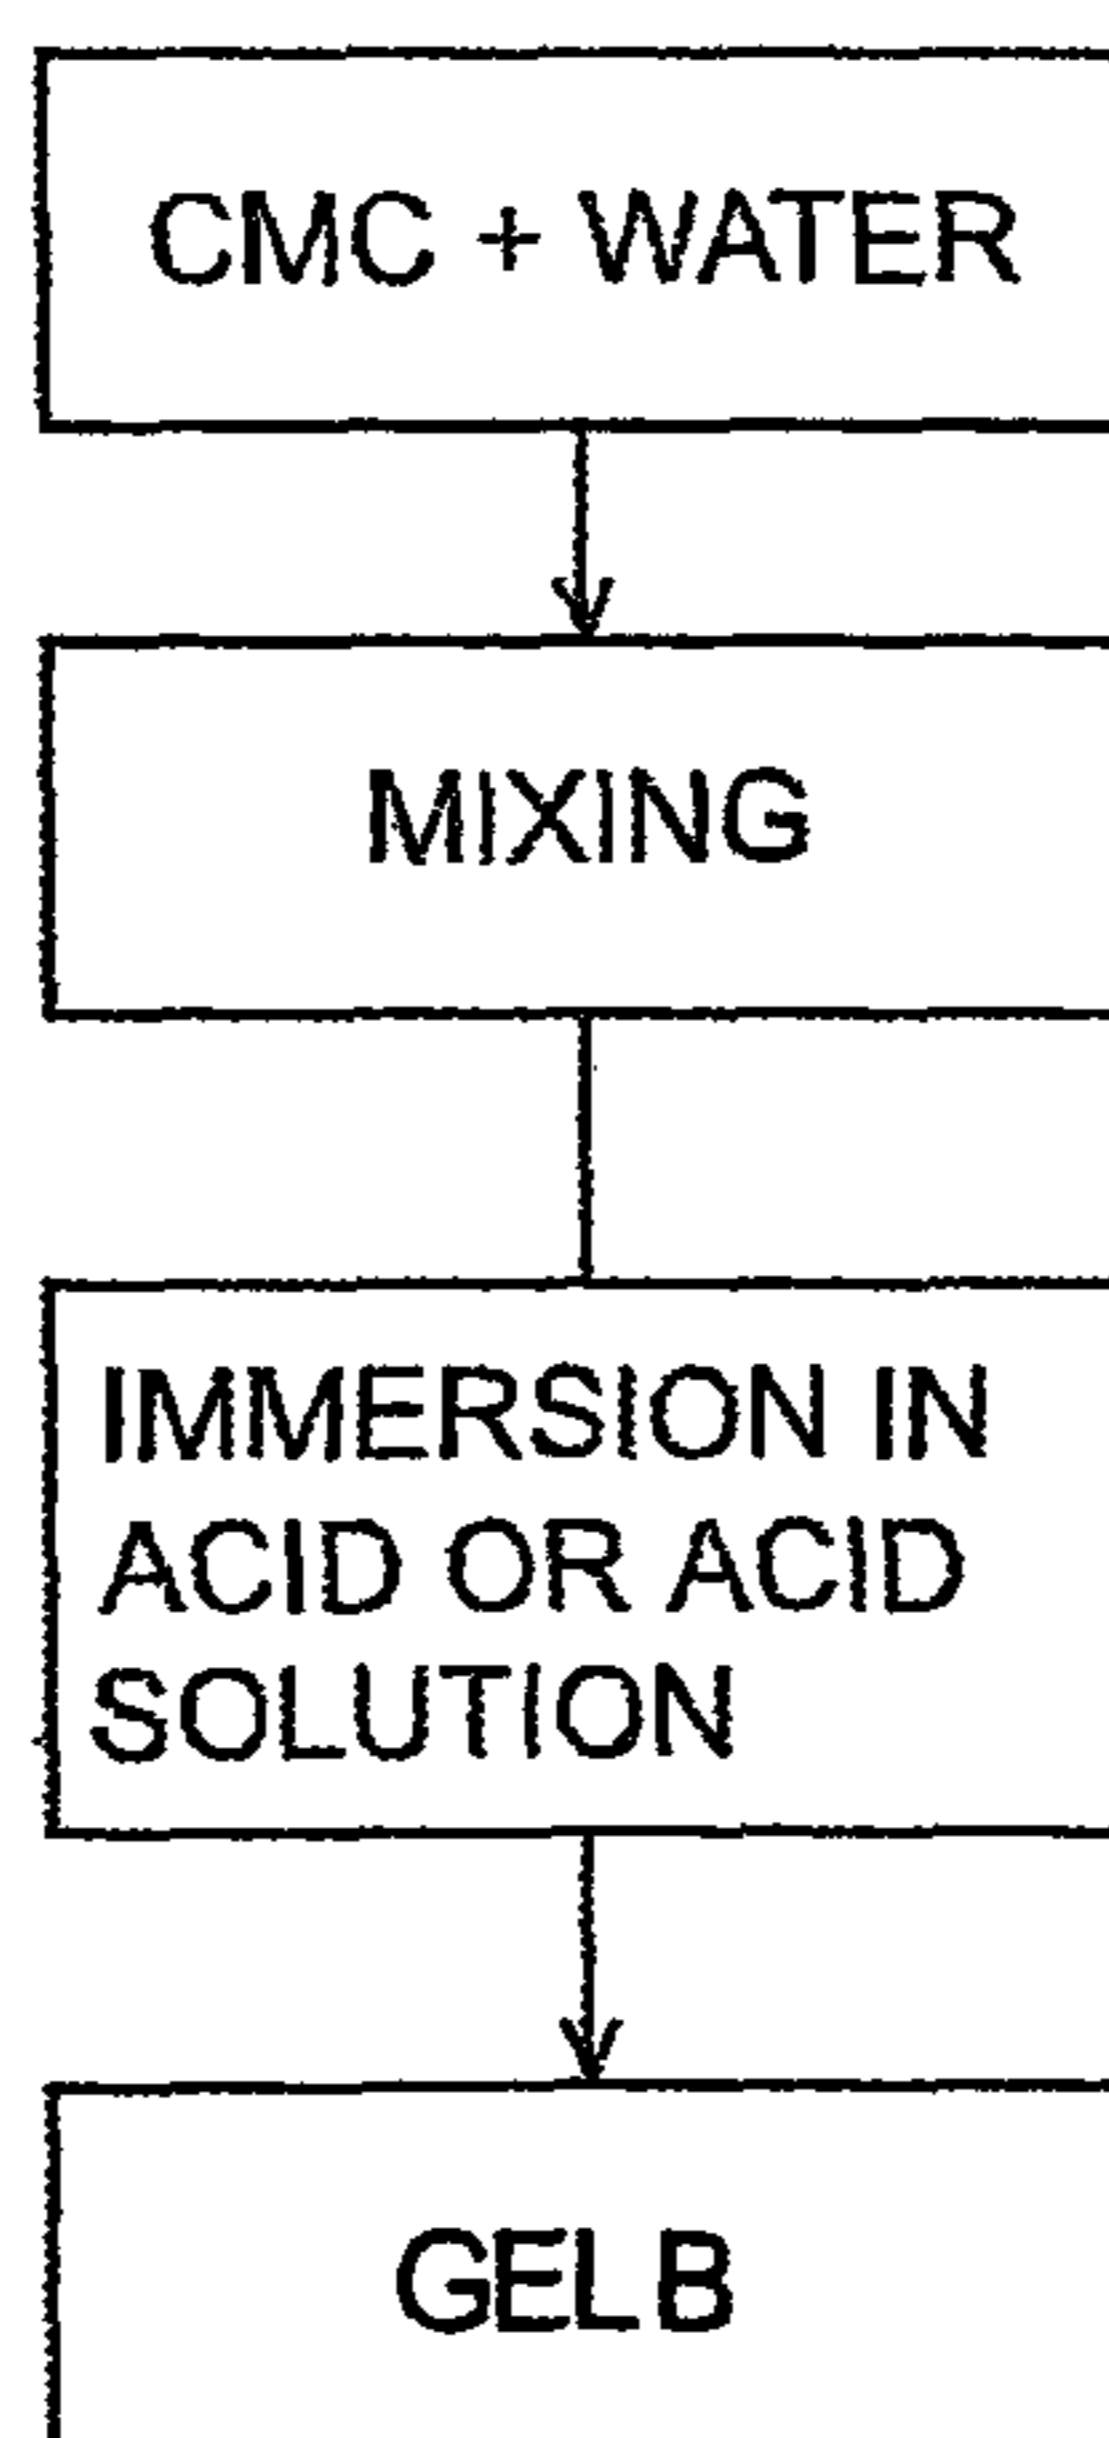 CMC + WATER
MIXING
IMMERSION IN
ACID OR ACID
SOLUTION
GEL B